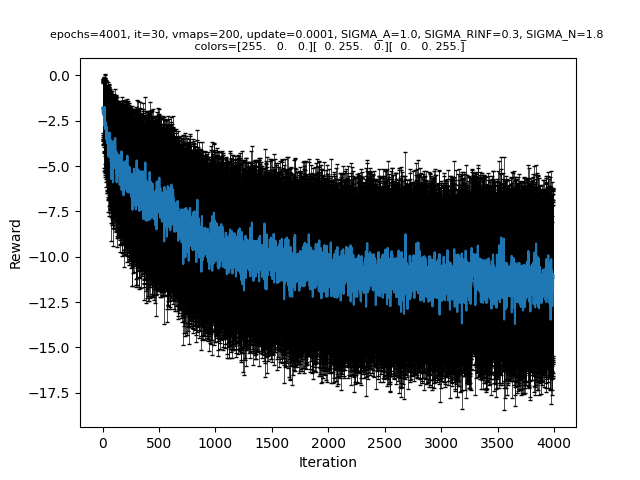 epochs=4001, it=30, vmaps=200, update=0.0001, SIGMA_A=1.0, SIGMA_RINF=0.3, SIGMA_N=1.8
colors=[255.   0.   0.][  0. 255.   0.][  0.   0. 255.]
0.0
−2.5
−5.0
−7.5
−10.0
−12.5
−15.0
−17.5
Reward
0 500 1000 1500 2000 2500 3000 3500 4000
Iteration